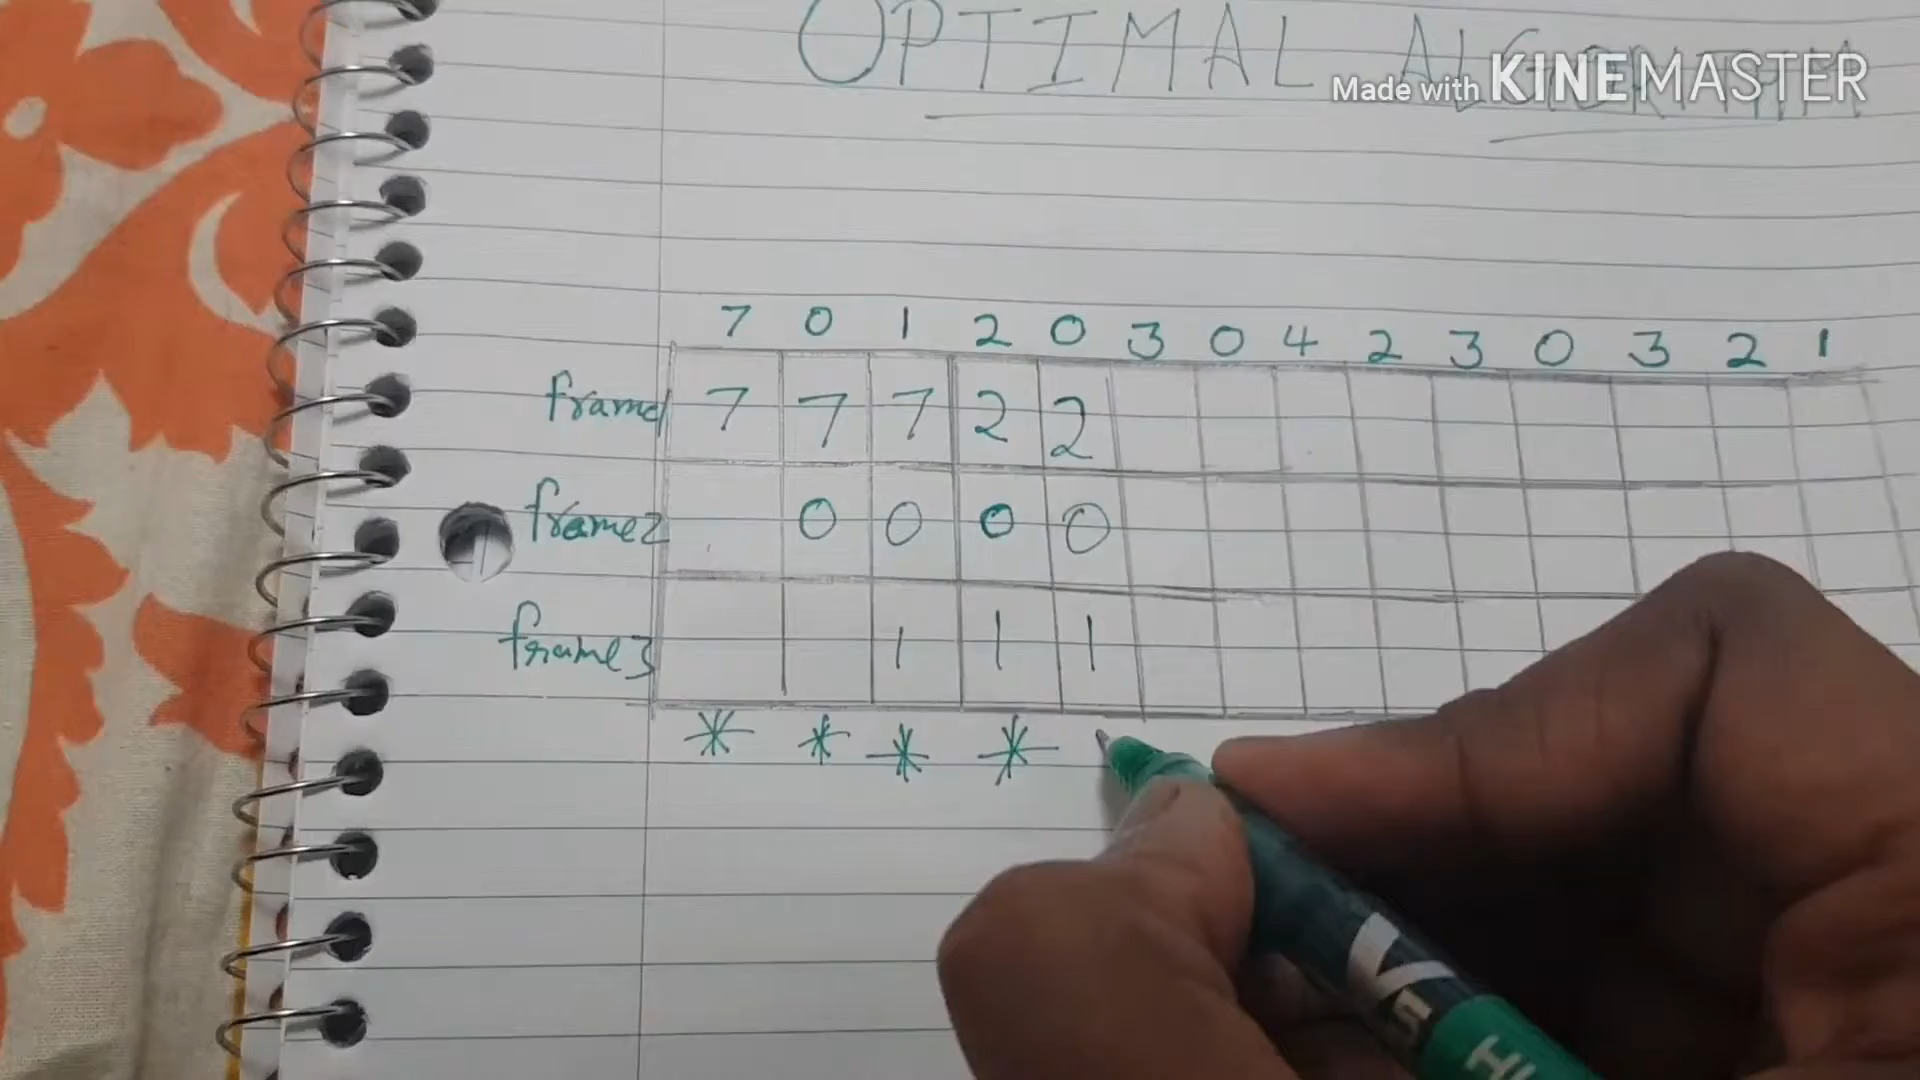 OPTIMAL ALGORITHM
Made with KINEMASTER
7 0 1 2 0 3 0 4 2 3 0 3 2 1
frame1 7 7 7 2 2
frame2 0 0 0 0
frame3 1 1 1
* * * *